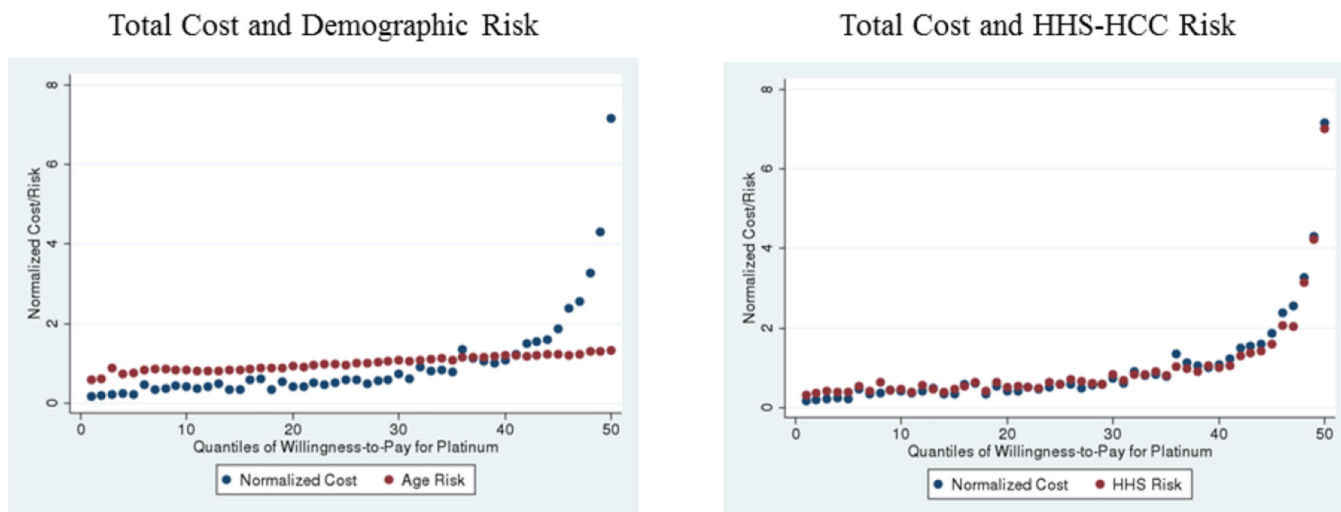 Total Cost and Demographic Risk
8
6
4
2
0
Normalized Cost/Risk
0 10 20 30 40 50
Quantiles of Willingness-to-Pay for Platinum
Normalized Cost Age Risk
Total Cost and HHS-HCC Risk
8
6
4
2
0
Normalized Cost/Risk
0 10 20 30 40 50
Quantiles of Willingness-to-Pay for Platinum
Normalized Cost HHS Risk